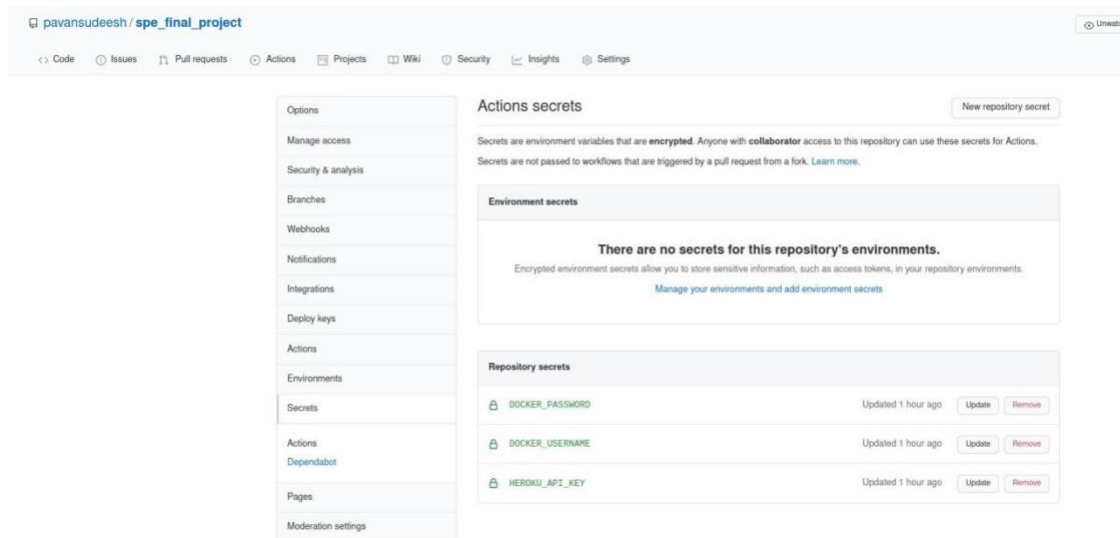 pavansudeesh / spe_final_project
Unwatch
<> Code Issues Pull requests Actions Projects Wiki Security Insights Settings
Options
Manage access
Security & analysis
Branches
Webhooks
Notifications
Integrations
Deploy keys
Actions
Environments
Secrets
Actions
Dependabot
Pages
Moderation settings
Actions secrets
New repository secret
Secrets are environment variables that are encrypted. Anyone with collaborator access to this repository can use these secrets for Actions.
Secrets are not passed to workflows that are triggered by a pull request from a fork. Learn more.
Environment secrets
There are no secrets for this repository's environments.
Encrypted environment secrets allow you to store sensitive information, such as access tokens, in your repository environments.
Manage your environments and add environment secrets
Repository secrets
DOCKER_PASSWORD Updated 1 hour ago Update Remove
DOCKER_USERNAME Updated 1 hour ago Update Remove
HEROKU_API_KEY Updated 1 hour ago Update Remove